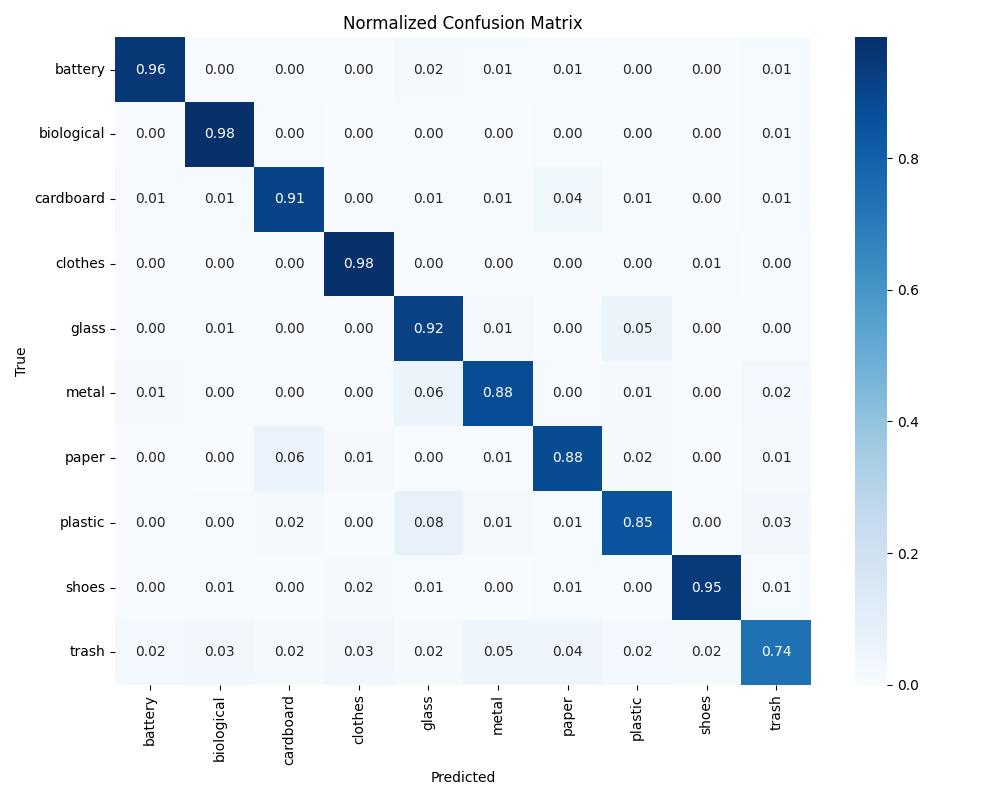 Normalized Confusion Matrix
battery 0.96 0.00 0.00 0.00 0.02 0.01 0.01 0.00 0.00 0.01
biological 0.00 0.98 0.00 0.00 0.00 0.00 0.00 0.00 0.00 0.01
cardboard 0.01 0.01 0.91 0.00 0.01 0.01 0.04 0.01 0.00 0.01
clothes 0.00 0.00 0.00 0.98 0.00 0.00 0.00 0.00 0.01 0.00
glass 0.00 0.01 0.00 0.00 0.92 0.01 0.00 0.05 0.00 0.00
metal 0.01 0.00 0.00 0.00 0.06 0.88 0.00 0.01 0.00 0.02
paper 0.00 0.00 0.06 0.01 0.00 0.01 0.88 0.02 0.00 0.01
plastic 0.00 0.00 0.02 0.00 0.08 0.01 0.01 0.85 0.00 0.03
shoes 0.00 0.01 0.00 0.02 0.01 0.00 0.01 0.00 0.95 0.01
trash 0.02 0.03 0.02 0.03 0.02 0.05 0.04 0.02 0.02 0.74
battery biological cardboard clothes glass metal paper plastic shoes trash
Predicted
True
0.8
0.6
0.4
0.2
0.0